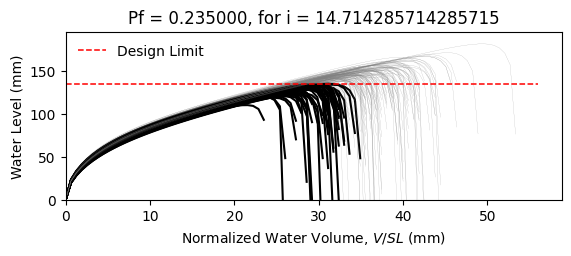 Pf = 0.235000, for i = 14.714285714285715
Design Limit
Water Level (mm)
150
100
50
0
0 10 20 30 40 50
Normalized Water Volume, V/SL (mm)